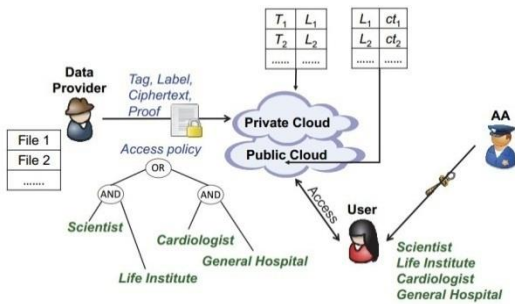 T1 L1
T2 L2
...... ......
L1 ct1
L2 ct2
...... ......
Data
Provider
Tag, Label,
Ciphertext,
Proof
Private Cloud
Public Cloud
AA
File 1
File 2
.......
Access policy
OR
AND
AND
Scientist
Life Institute
Cardiologist
General Hospital
Access
User
Scientist
Life Institute
Cardiologist
General Hospital